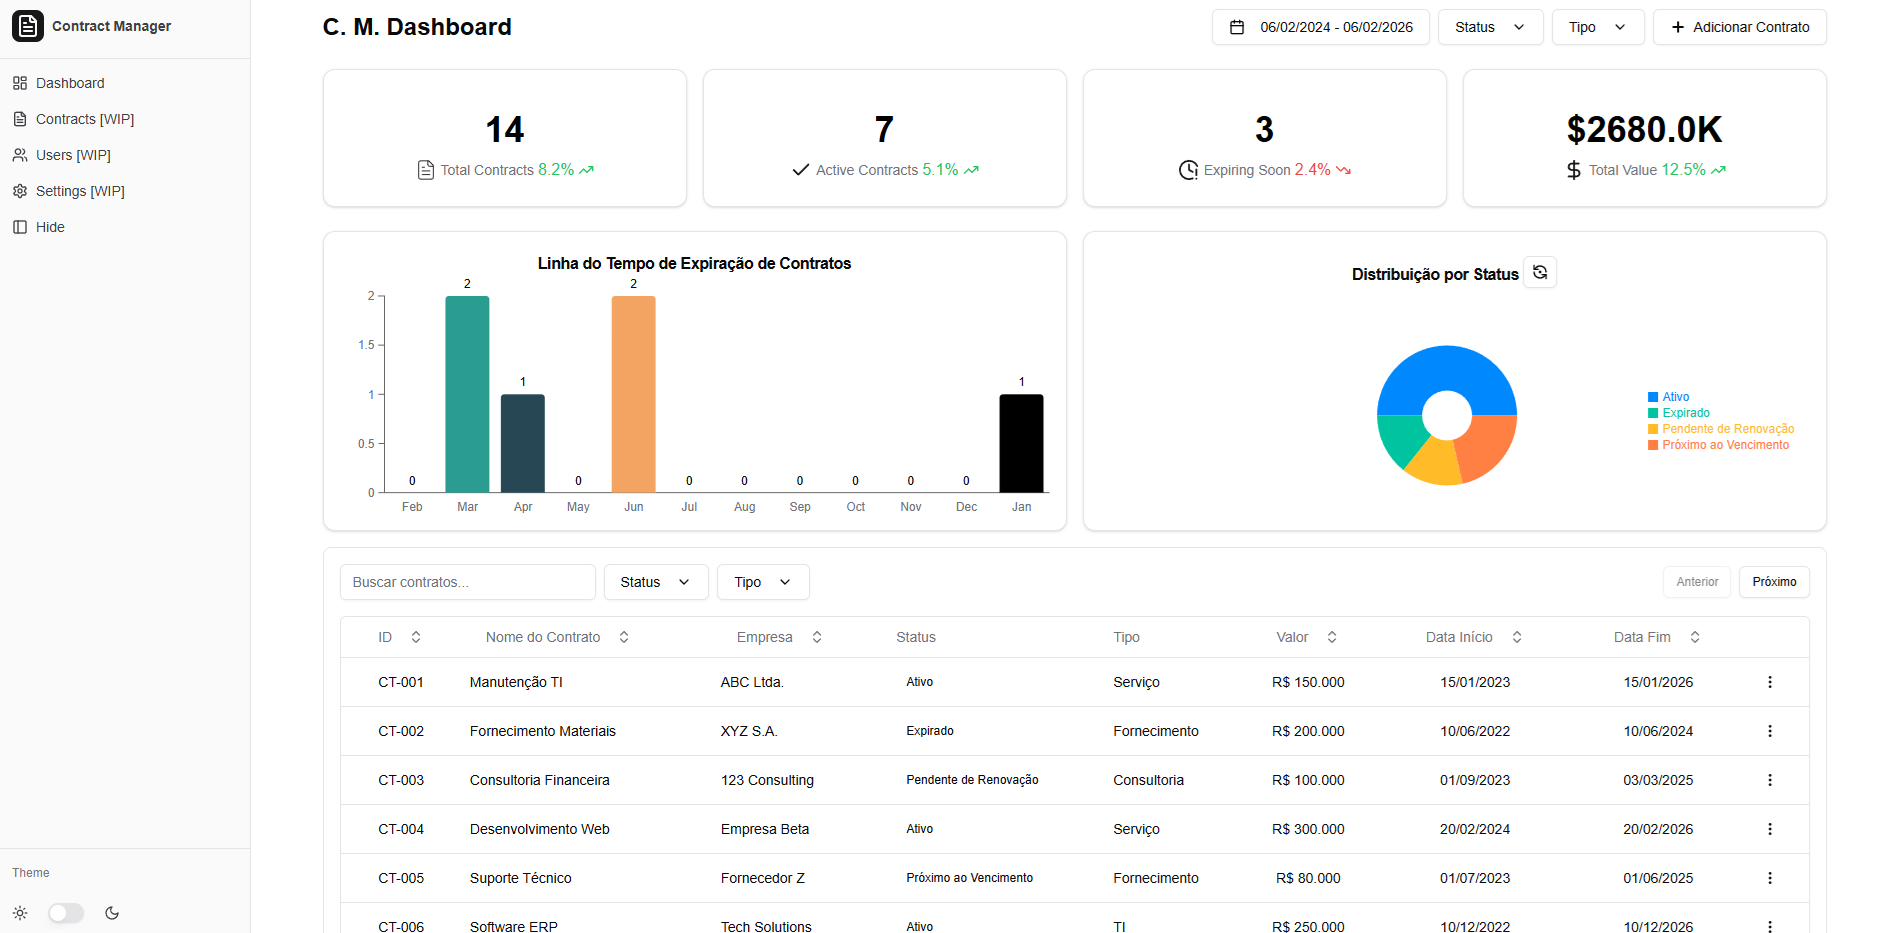 Contract Manager
Dashboard
Contracts [WIP]
Users [WIP]
Settings [WIP]
Hide
Theme
C. M. Dashboard
06/02/2024 - 06/02/2026
Status
Tipo
Adicionar Contrato
14
Total Contracts 8.2%
7
Active Contracts 5.1%
3
Expiring Soon 2.4%
$2680.0K
Total Value 12.5%
Linha do Tempo de Expiração de Contratos
2 2
2
1.5
1 1 1
0.5
0 0 0 0 0 0 0 0 0
Feb Mar Apr May Jun Jul Aug Sep Oct Nov Dec Jan
Distribuição por Status
Ativo
Expirado
Pendente de Renovação
Próximo ao Vencimento
Buscar contratos... Status Tipo Anterior Próximo
ID Nome do Contrato Empresa Status Tipo Valor Data Início Data Fim
CT-001 Manutenção TI ABC Ltda. Ativo Serviço R$ 150.000 15/01/2023 15/01/2026
CT-002 Fornecimento Materiais XYZ S.A. Expirado Fornecimento R$ 200.000 10/06/2022 10/06/2024
CT-003 Consultoria Financeira 123 Consulting Pendente de Renovação Consultoria R$ 100.000 01/09/2023 03/03/2025
CT-004 Desenvolvimento Web Empresa Beta Ativo Serviço R$ 300.000 20/02/2024 20/02/2026
CT-005 Suporte Técnico Fornecedor Z Próximo ao Vencimento Fornecimento R$ 80.000 01/07/2023 01/06/2025
CT-006 Software ERP Tech Solutions Ativo TI R$ 250.000 10/12/2022 10/12/2026